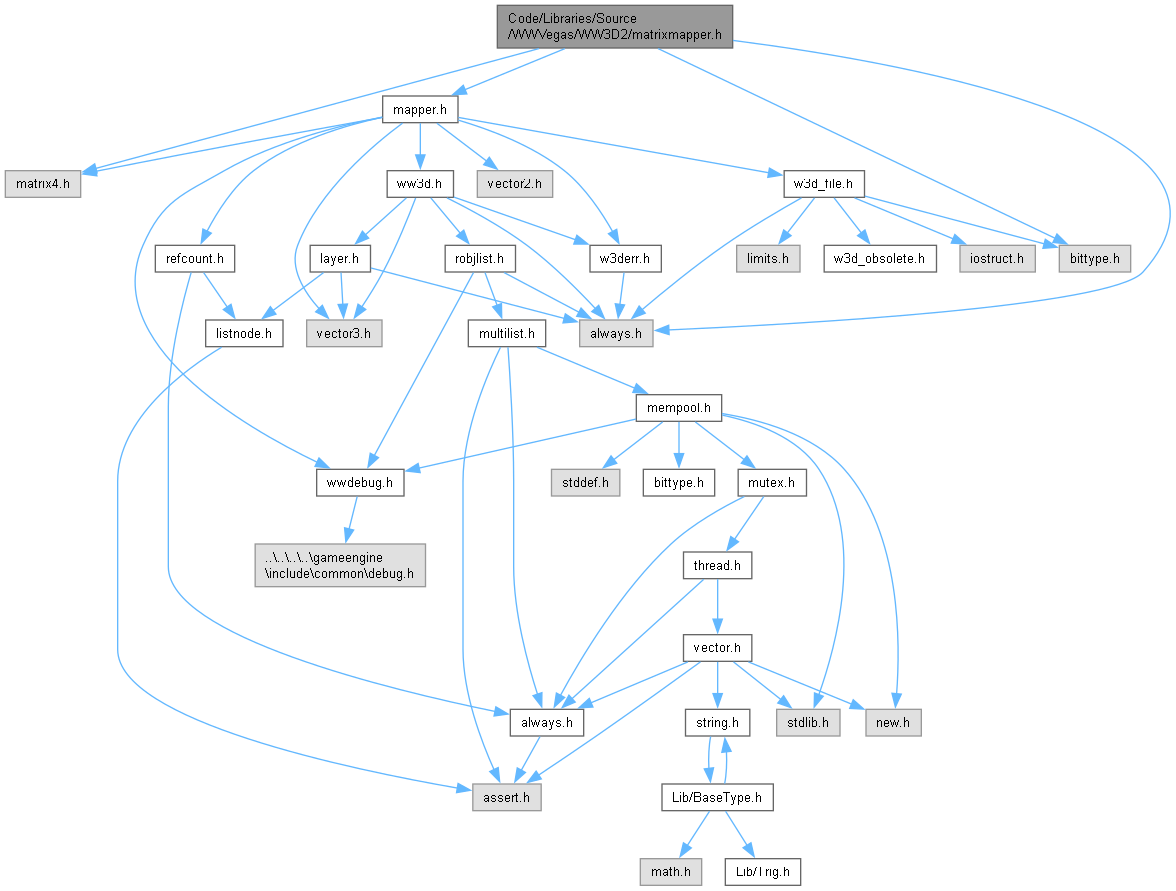 Code/Libraries/Source
/WWVegas/WW3D2/matrixmapper.h
mapper.h
matrix4.h
ww3d.h
vector2.h
w3d_file.h
refcount.h
layer.h
robjlist.h
w3derr.h
limits.h
w3d_obsolete.h
iostruct.h
bittype.h
listnode.h
vector3.h
multilist.h
always.h
mempool.h
wwdebug.h
stddef.h
bittype.h
mutex.h
..\..\..\..\gameengine
\include\common\debug.h
thread.h
vector.h
always.h
string.h
stdlib.h
new.h
assert.h
Lib/BaseType.h
math.h
Lib/Trig.h